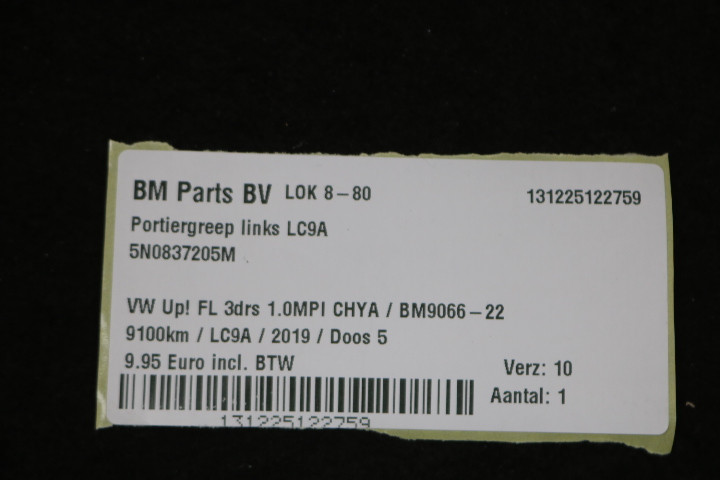 BM Parts BV LOK 8-80 131225122759
Portiergreep links LC9A
5N0837205M
VW Up! FL 3drs 1.0MPI CHYA / BM9066-22
9100km / LC9A / 2019 / Doos 5
9.95 Euro incl. BTW Verz: 10
Aantal: 1
131225122759